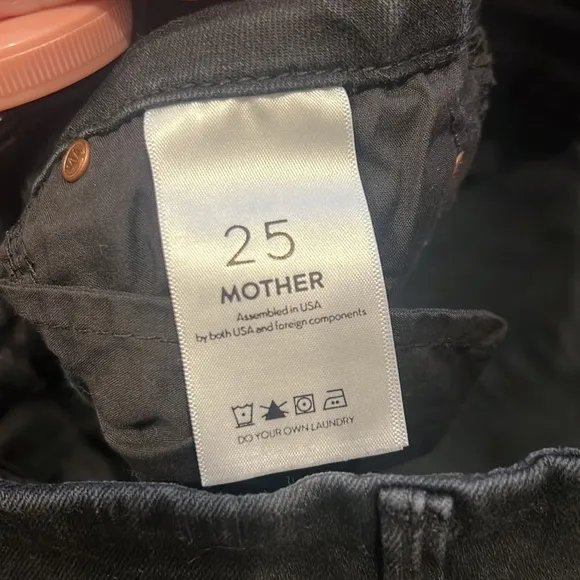 25
MOTHER
Assembled in USA
by both USA and foreign components
DO YOUR OWN LAUNDRY